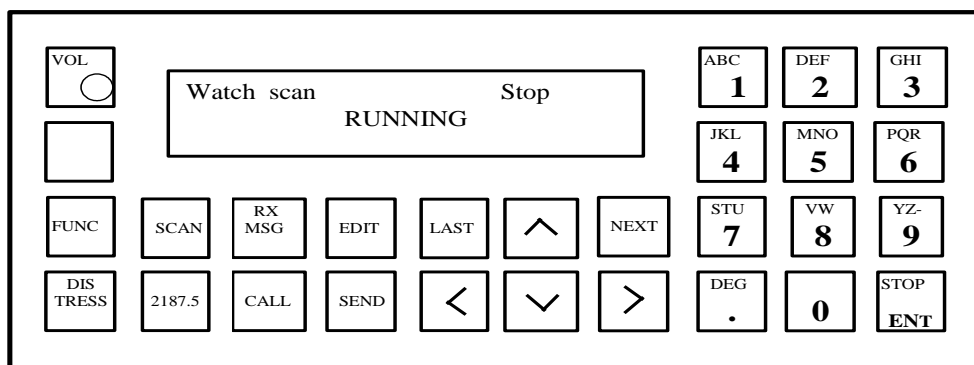 VOL
Watch scan Stop
RUNNING
ABC DEF GHI
1 2 3
JKL MNO PQR
4 5 6
FUNC SCAN RX MSG EDIT LAST NEXT
STU VW YZ-
7 8 9
DIS TRESS 2187.5 CALL SEND
DEG STOP
. 0 ENT